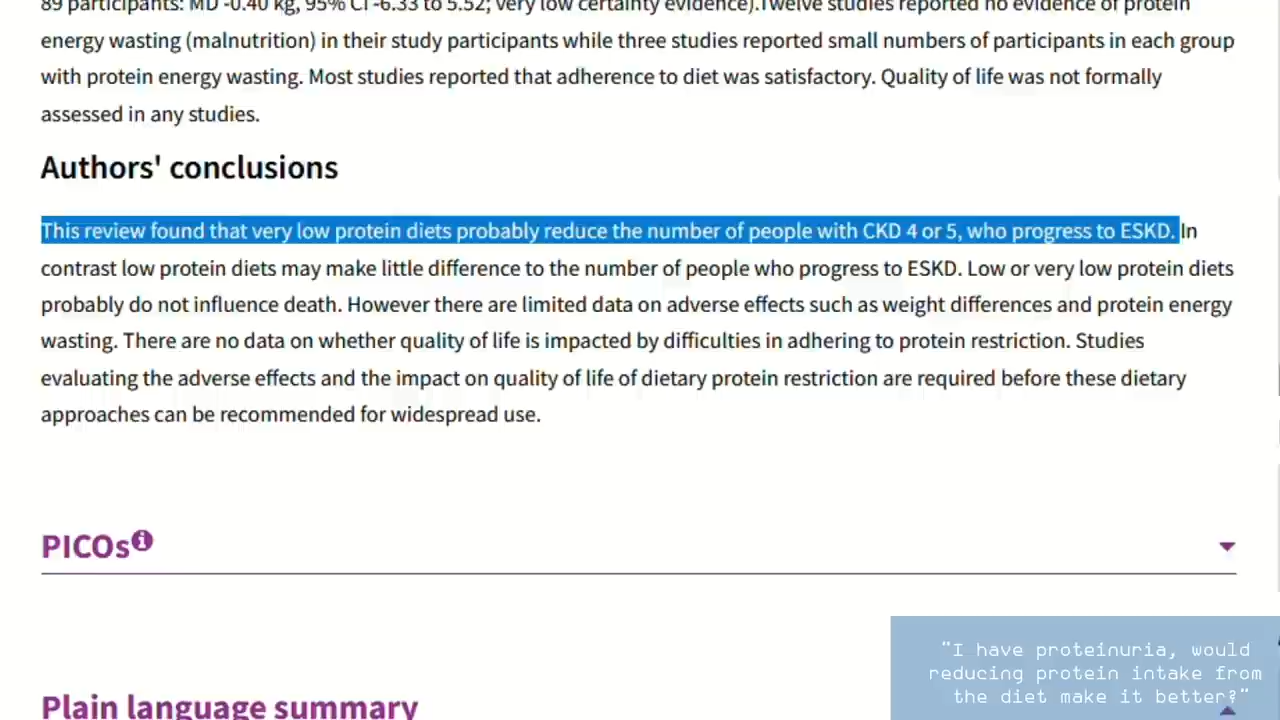 89 participants: MD -0.40 kg, 95% CI -6.33 to 5.52; very low certainty evidence).Twelve studies reported no evidence of protein
energy wasting (malnutrition) in their study participants while three studies reported small numbers of participants in each group
with protein energy wasting. Most studies reported that adherence to diet was satisfactory. Quality of life was not formally
assessed in any studies.
Authors' conclusions
This review found that very low protein diets probably reduce the number of people with CKD 4 or 5, who progress to ESKD. In
contrast low protein diets may make little difference to the number of people who progress to ESKD. Low or very low protein diets
probably do not influence death. However there are limited data on adverse effects such as weight differences and protein energy
wasting. There are no data on whether quality of life is impacted by difficulties in adhering to protein restriction. Studies
evaluating the adverse effects and the impact on quality of life of dietary protein restriction are required before these dietary
approaches can be recommended for widespread use.
PICOs
Plain language summary
"I have proteinuria, would
reducing protein intake from
the diet make it better?"